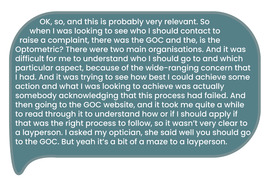 OK, so, and this is probably very relevant. So
when I was looking to see who I should contact to
raise a complaint, there was the GOC and the, is the
Optometric? There were two main organisations. And it was
difficult for me to understand who I should go to and which
particular aspect, because of the wide-ranging concern that
I had. And it was trying to see how best I could achieve some
action and what I was looking to achieve was actually
somebody acknowledging that this process had failed. And
then going to the GOC website, and it took me quite a while
to read through it to understand how or if I should apply if
that was the right process to follow, so it wasn't very clear to
a layperson. I asked my optician, she said well you should go
to the GOC. But yeah it's a bit of a maze to a layperson.